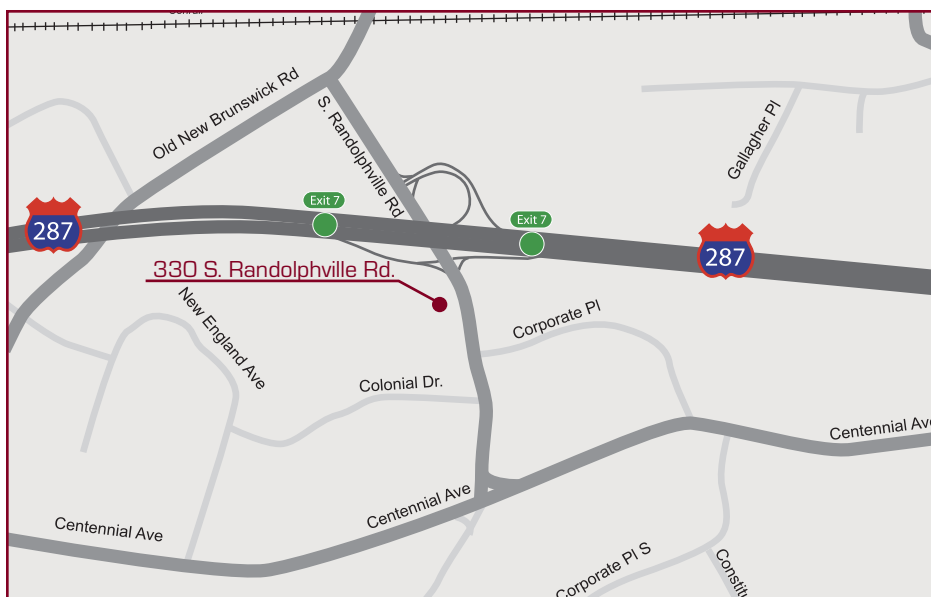 Old New Brunswick Rd
S. Randolphville Rd
Gallagher Pl
Exit 7
Exit 7
287
287
330 S. Randolphville Rd.
New England Ave
Corporate Pl
Colonial Dr.
Centennial Ave
Centennial Ave
Centennial Ave
Corporate Pl S
Constitu